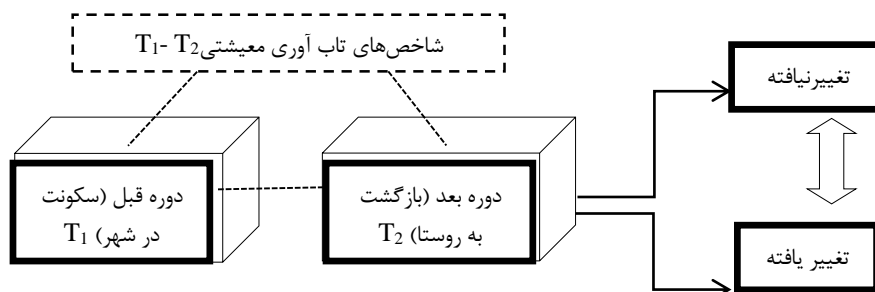 شاخص‌های تاب آوری معیشتی T1- T2
تغییرنیافته
دوره قبل (سکونت
در شهر) T1
دوره بعد (بازگشت
به روستا) T2
تغییر یافته